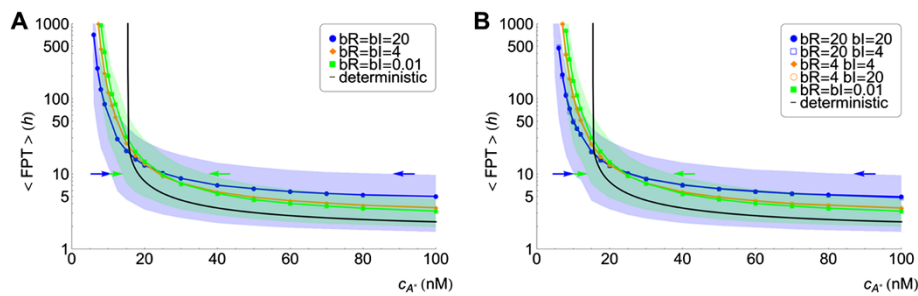 A
B
bR=bI=20
bR=bI=4
bR=bI=0.01
deterministic
bR=20 bI=20
bR=20 bI=4
bR=4 bI=4
bR=4 bI=20
bR=bI=0.01
deterministic
1000
500
100
50
10
5
1
< FPT > (h)
0 20 40 60 80 100
c_A* (nM)
1000
500
100
50
10
5
1
< FPT > (h)
0 20 40 60 80 100
c_A* (nM)